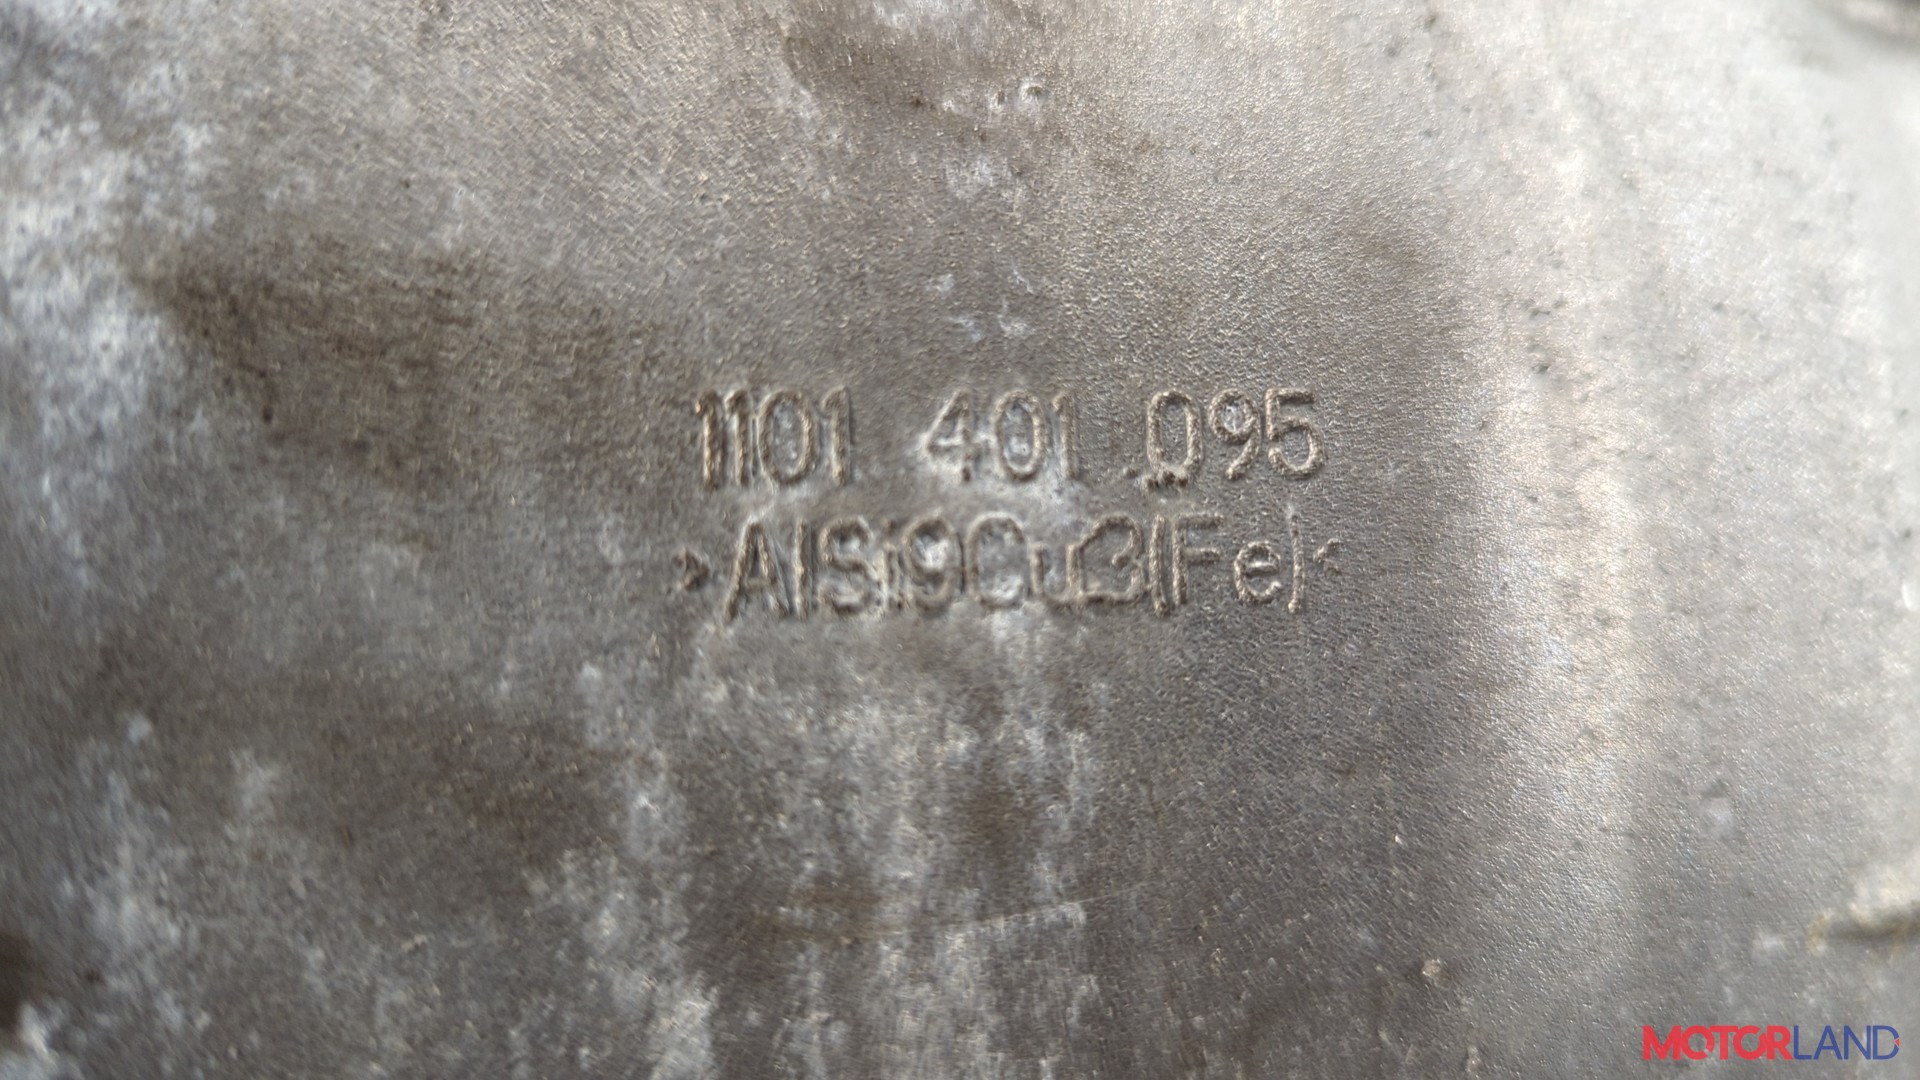 1101 401 095
>AlSi9Cu3(Fe)<
MOTORLAND